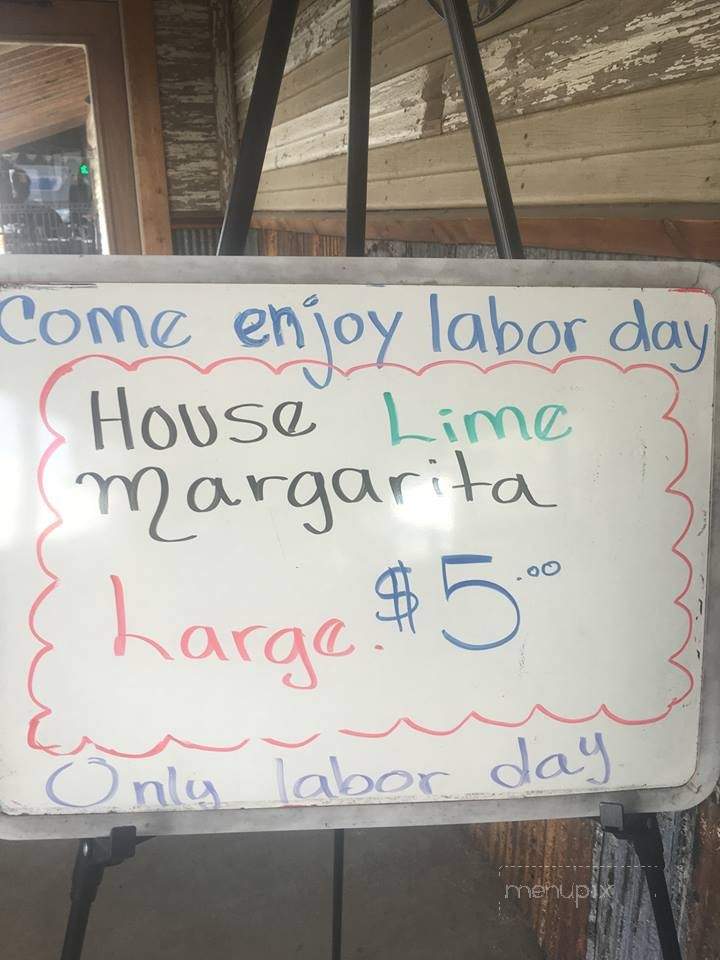 Come enjoy labor day
House Lime
margarita
Large. $5.00
Only labor day
menupix